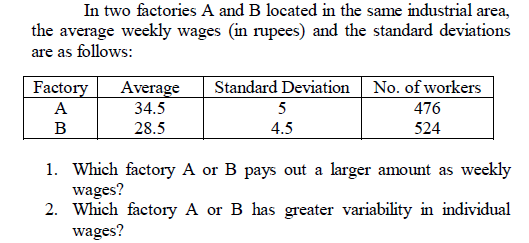 In two factories A and B located in the same industrial area,
the average weekly wages (in rupees) and the standard deviations
are as follows:
Factory Average Standard Deviation No. of workers
A 34.5 5 476
B 28.5 4.5 524
1. Which factory A or B pays out a larger amount as weekly
wages?
2. Which factory A or B has greater variability in individual
wages?